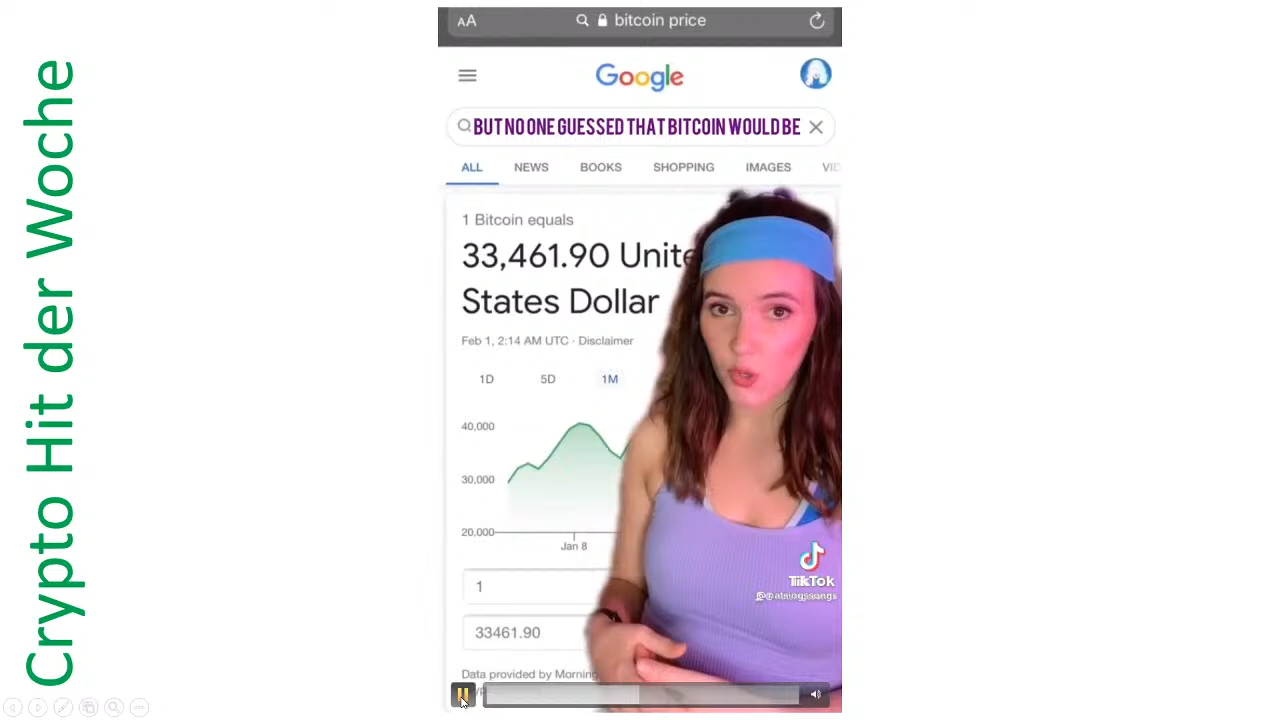 Crypto Hit der Woche
AA
bitcoin price
Google
BUT NO ONE GUESSED THAT BITCOIN WOULD BE
ALL NEWS BOOKS SHOPPING IMAGES
1 Bitcoin equals
33,461.90 Unite
States Dollar
Feb 1, 2:14 AM UTC · Disclaimer
1D 5D 1M
40,000
30,000
20,000
Jan 8
1
33461.90
TikTok
Data provided by Morning